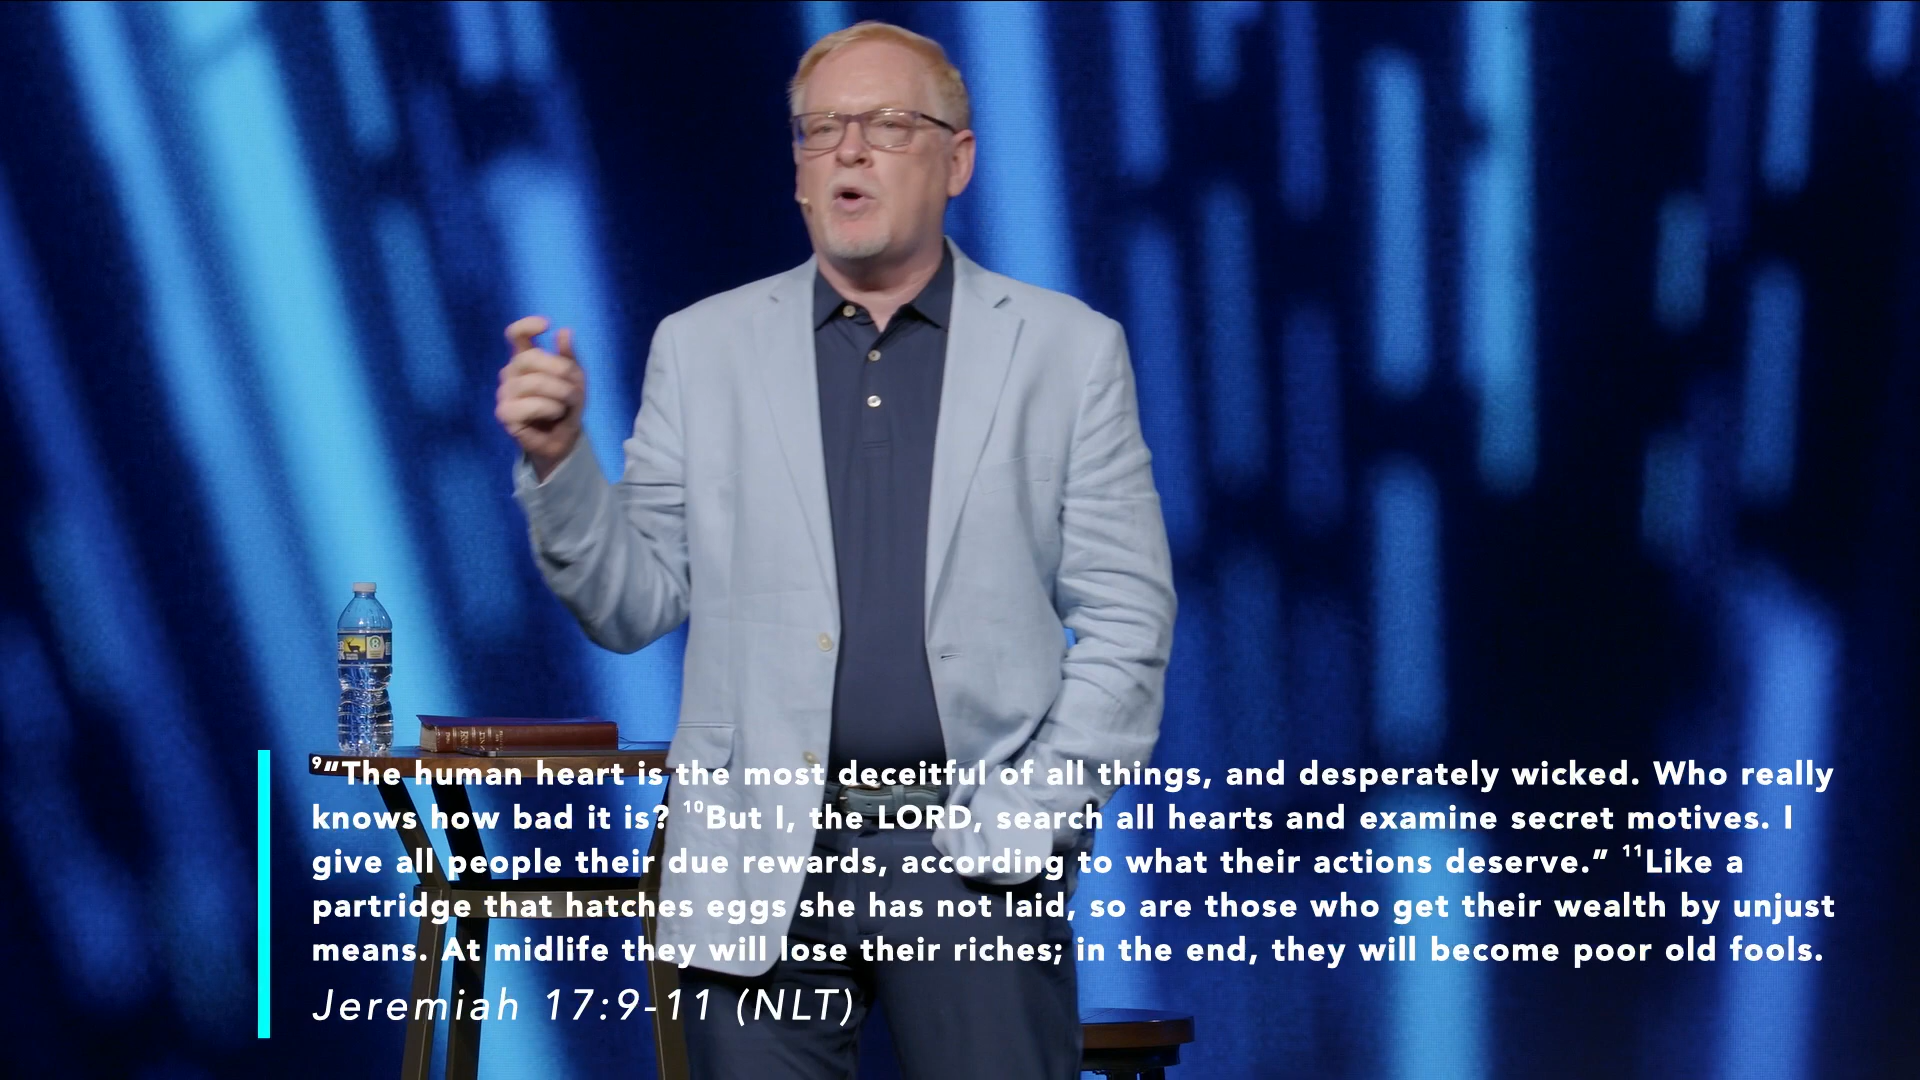 ⁹“The human heart is the most deceitful of all things, and desperately wicked. Who really
knows how bad it is? ¹⁰“But I, the LORD, search all hearts and examine secret motives. I
give all people their due rewards, according to what their actions deserve.” ¹¹Like a
partridge that hatches eggs she has not laid, so are those who get their wealth by unjust
means. At midlife they will lose their riches; in the end, they will become poor old fools.
Jeremiah 17:9-11 (NLT)